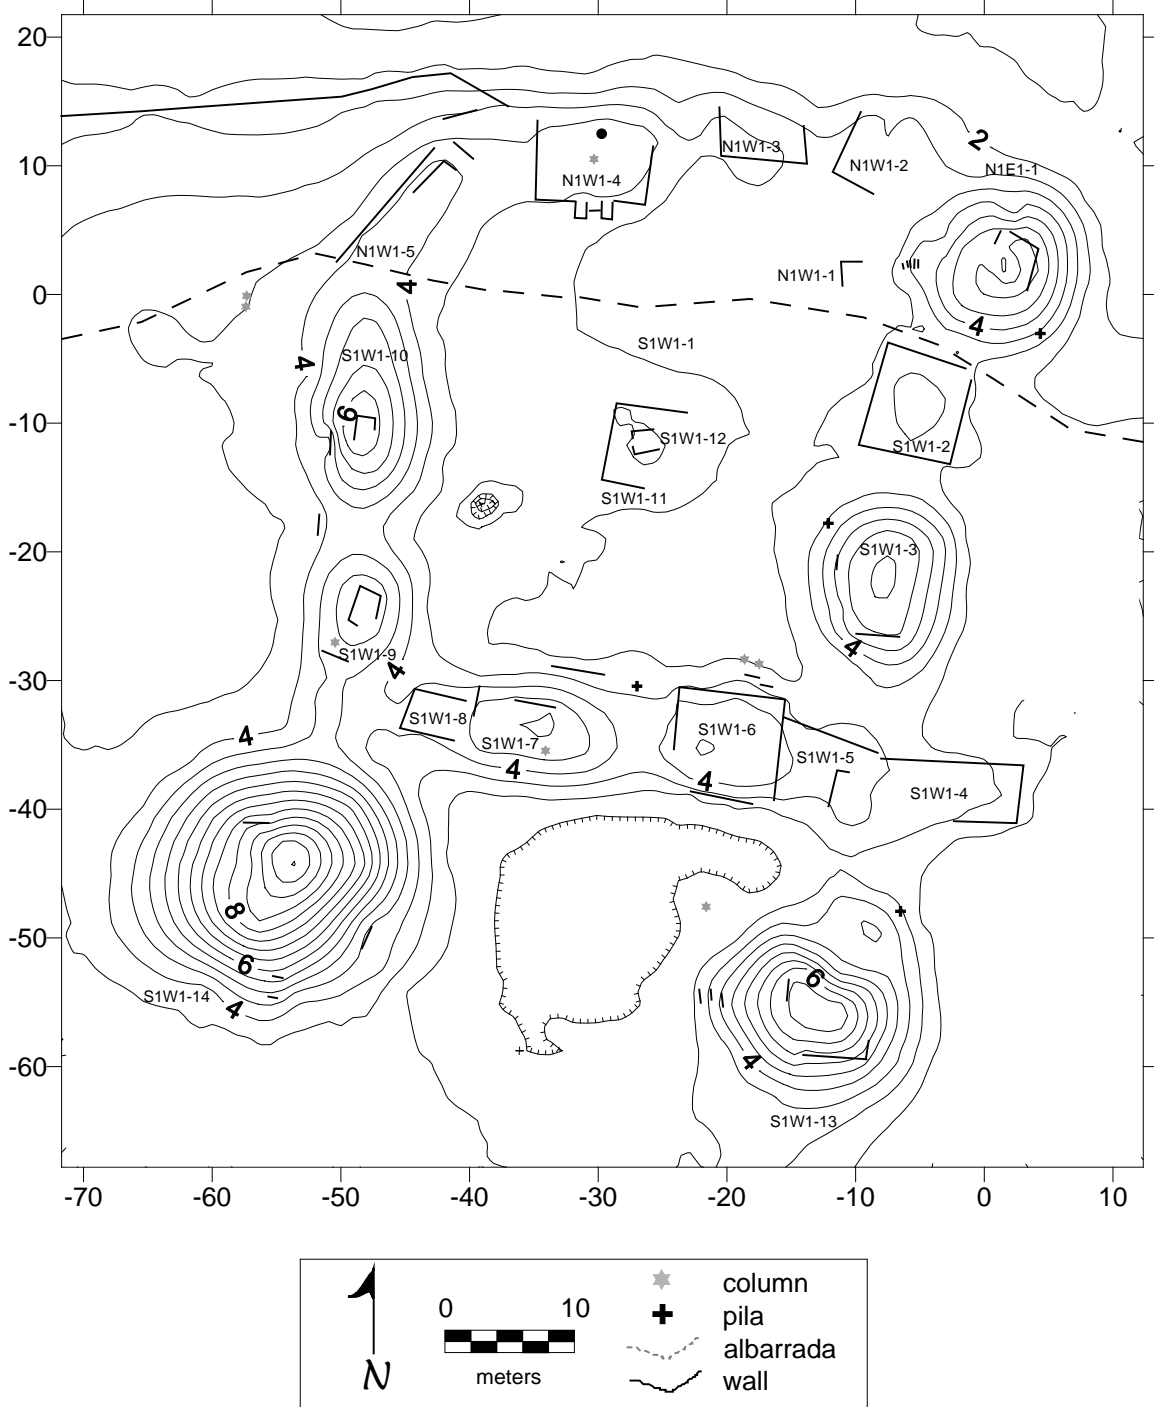 20
2
N1W1-3
10
N1W1-2
N1E1-1
N1W1-4
N1W1-5
N1W1-1
4
0
4
S1W1-1
S1W1-10
4
6
-10
S1W1-12
S1W1-2
S1W1-11
-20
S1W1-3
S1W1-9
4
4
-30
S1W1-8
S1W1-6
4
S1W1-7
S1W1-5
4
4
S1W1-4
-40
8
-50
6
6
S1W1-14
4
4
-60
S1W1-13
-70 -60 -50 -40 -30 -20 -10 0 10
0 10
meters
N
column
pila
albarrada
wall